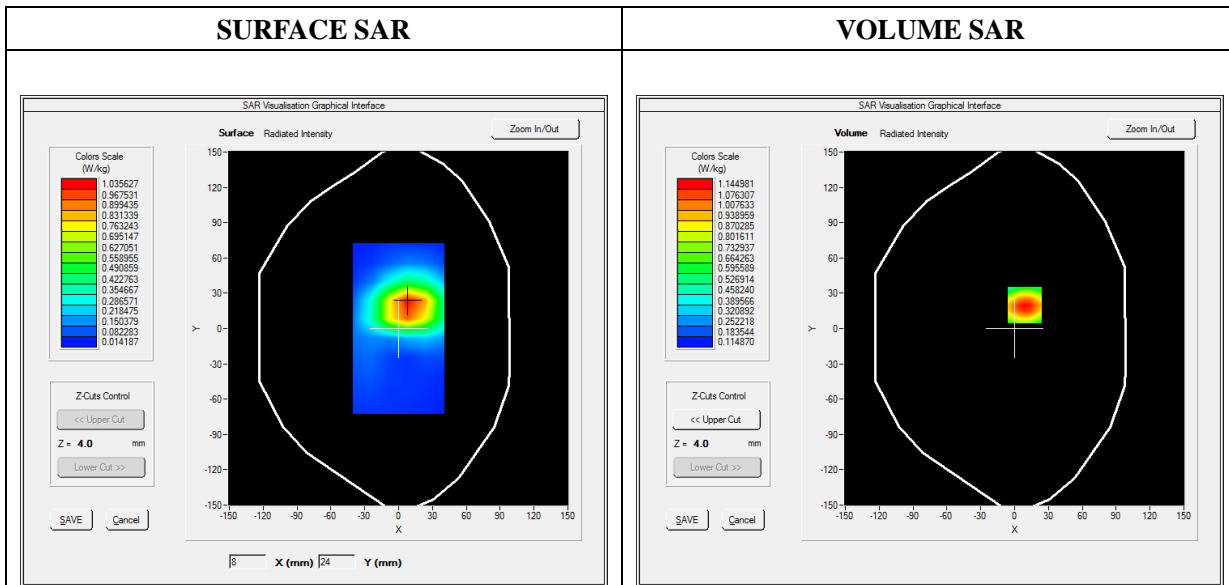 SURFACE SAR
VOLUME SAR
SAR Visualisation Graphical Interface
Surface Radiated Intensity
Zoom In/Out
Colors Scale
(W/kg)
1.035627
0.967531
0.899435
0.831339
0.763243
0.695147
0.627051
0.558955
0.490859
0.422763
0.354667
0.286571
0.218475
0.150379
0.082283
0.014187
Z-Cuts Control
<< Upper Cut
Z = 4.0 mm
Lower Cut >>
SAVE Cancel
150
120
90
60
30
0
-30
-60
-90
-120
-150
Y
-150 -120 -90 -60 -30 0 30 60 90 120 150
X
8 X (mm) 24 Y (mm)
SAR Visualisation Graphical Interface
Volume Radiated Intensity
Zoom In/Out
Colors Scale
(W/kg)
1.144981
1.076307
1.007633
0.938959
0.870285
0.801611
0.732937
0.664263
0.595589
0.526914
0.458240
0.389566
0.320892
0.252218
0.183544
0.114870
Z-Cuts Control
<< Upper Cut
Z = 4.0 mm
Lower Cut >>
SAVE Cancel
150
120
90
60
30
0
-30
-60
-90
-120
-150
Y
-150 -120 -90 -60 -30 0 30 60 90 120 150
X